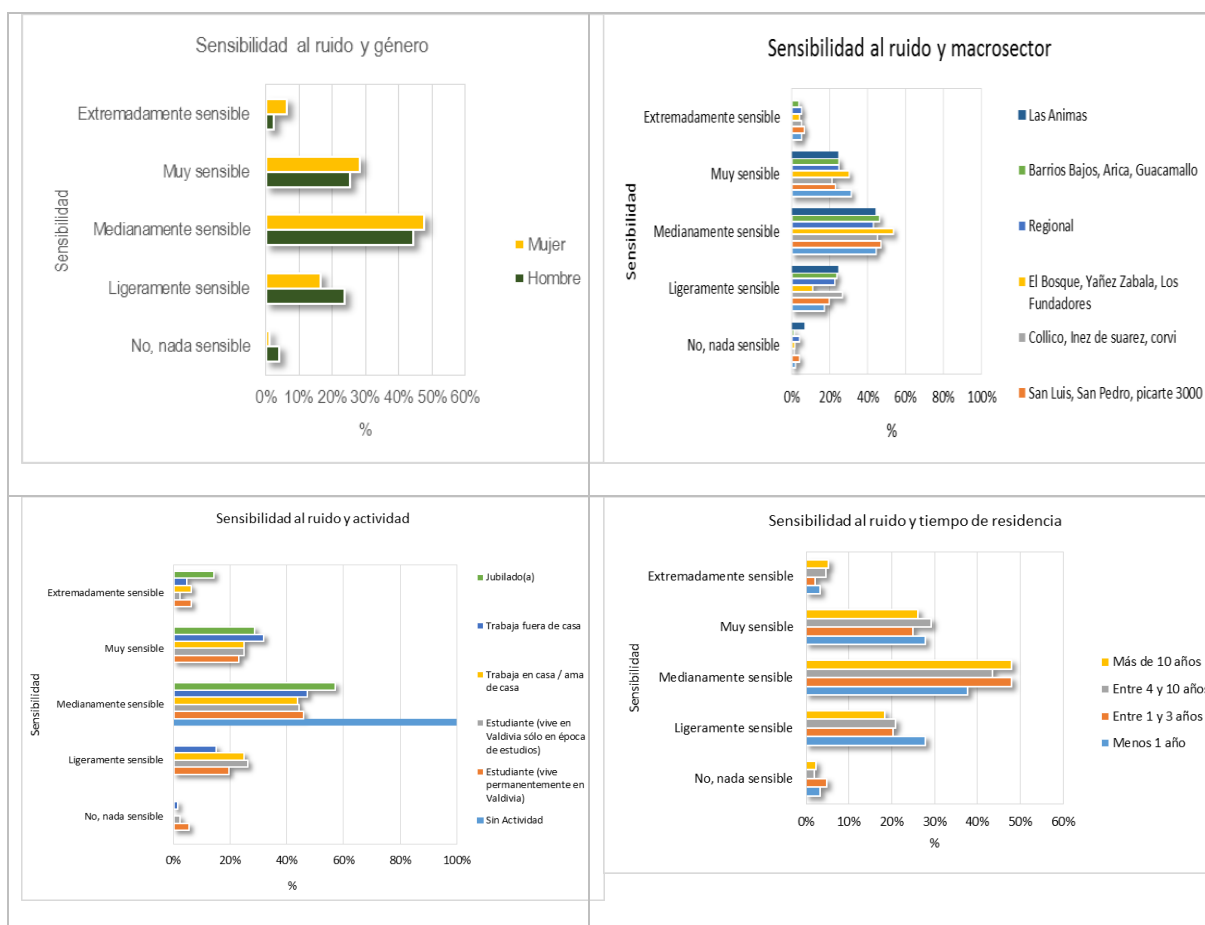 Sensibilidad al ruido y género
Sensibilidad
Extremadamente sensible
Muy sensible
Medianamente sensible
Ligeramente sensible
No, nada sensible
0% 10% 20% 30% 40% 50% 60%
%
Mujer
Hombre
Sensibilidad al ruido y macrosector
Sensibilidad
Extremadamente sensible
Muy sensible
Medianamente sensible
Ligeramente sensible
No, nada sensible
0% 20% 40% 60% 80% 100%
%
Las Animas
Barrios Bajos, Arica, Guacamallo
Regional
El Bosque, Yañez Zabala, Los
Fundadores
Collico, Inez de suarez, corvi
San Luis, San Pedro, picarte 3000
Sensibilidad al ruido y actividad
Sensibilidad
Extremadamente sensible
Muy sensible
Medianamente sensible
Ligeramente sensible
No, nada sensible
0% 20% 40% 60% 80% 100%
%
Jubilado(a)
Trabaja fuera de casa
Trabaja en casa / ama
de casa
Estudiante (vive en
Valdivia sólo en época
de estudios)
Estudiante (vive
permanentemente en
Valdivia)
Sin Actividad
Sensibilidad al ruido y tiempo de residencia
Sensibilidad
Extremadamente sensible
Muy sensible
Medianamente sensible
Ligeramente sensible
No, nada sensible
0% 10% 20% 30% 40% 50% 60%
%
Más de 10 años
Entre 4 y 10 años
Entre 1 y 3 años
Menos 1 año